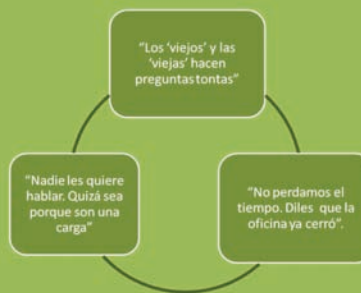 “Los ‘viejos’ y las
‘viejas’ hacen
preguntas tontas”
“Nadie les quiere
hablar. Quizá sea
porque son una
carga”
“No perdamos el
tiempo. Diles que la
oficina ya cerró”.